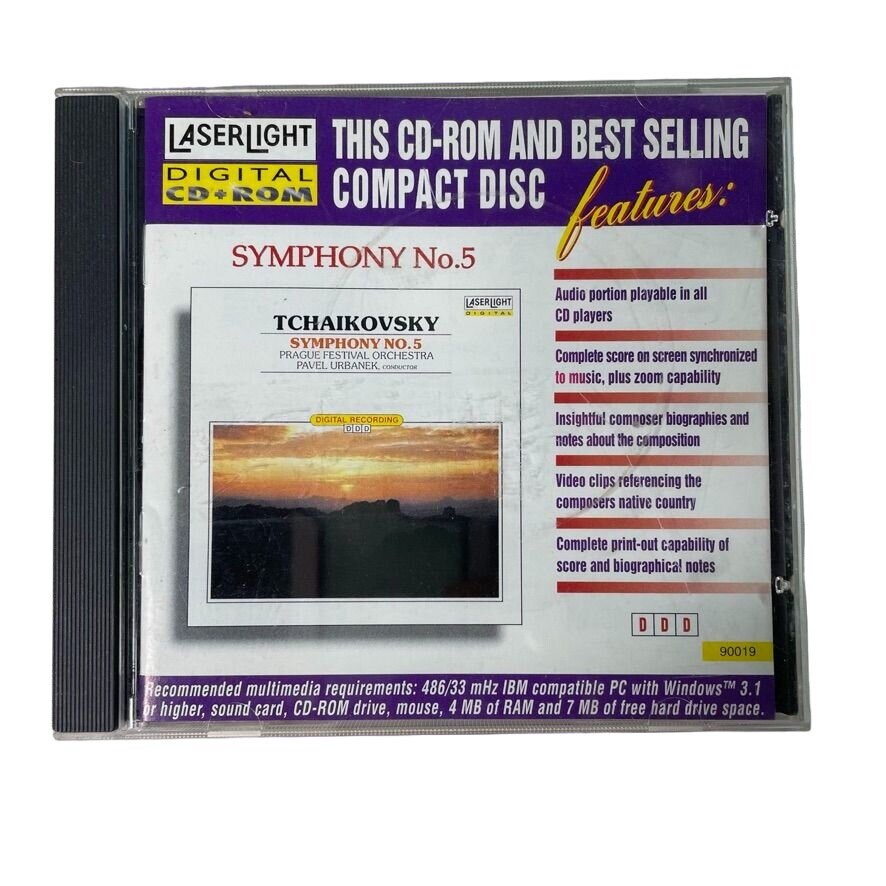 LASERLIGHT
DIGITAL
CD+ROM
THIS CD-ROM AND BEST SELLING
COMPACT DISC
features:
SYMPHONY No.5
LASERLIGHT
DIGITAL
TCHAIKOVSKY
SYMPHONY NO. 5
PRAGUE FESTIVAL ORCHESTRA
PAVEL URBANEK, CONDUCTOR
DIGITAL RECORDING
DDD
Audio portion playable in all
CD players
Complete score on screen synchronized
to music, plus zoom capability
Insightful composer biographies and
notes about the composition
Video clips referencing the
composers native country
Complete print-out capability of
score and biographical notes
DDD
90019
Recommended multimedia requirements: 486/33 mHz IBM compatible PC with Windows™ 3.1
or higher, sound card, CD-ROM drive, mouse, 4 MB of RAM and 7 MB of free hard drive space.